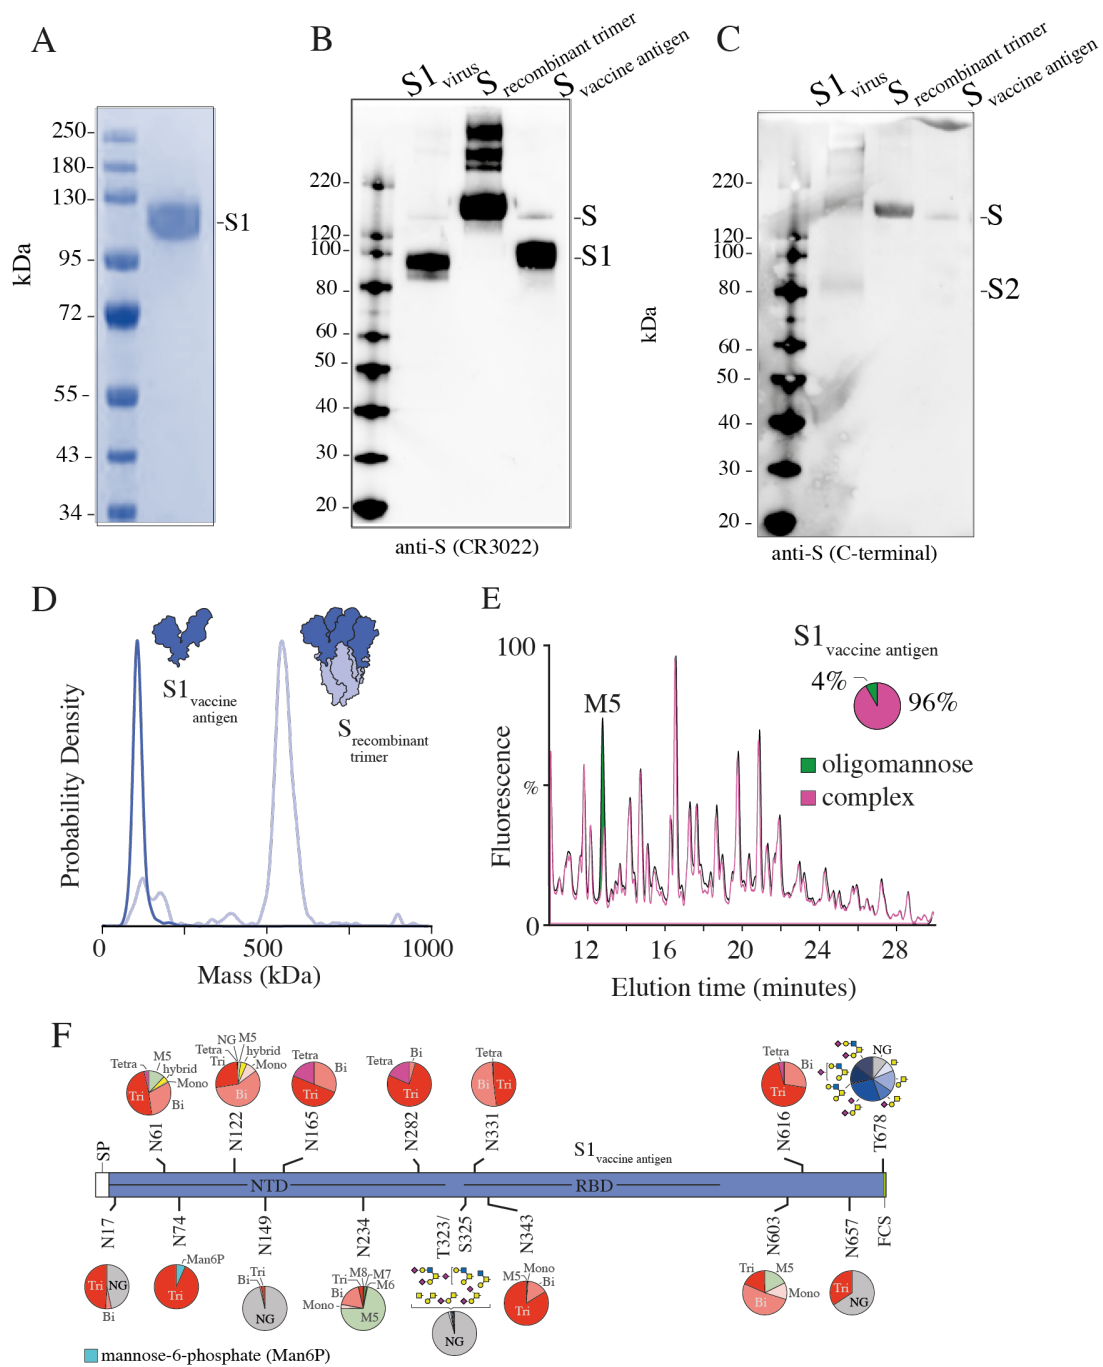 A
B
C
S1 virus
S recombinant trimer
S vaccine antigen
S1 virus
S recombinant trimer
S vaccine antigen
kDa
250-
180-
130-
95-
72-
55-
43-
34-
-S1
220-
120-
100-
80-
60-
50-
40-
30-
20-
-S
-S1
anti-S (CR3022)
kDa
220-
120-
100-
80-
60-
50-
40-
30-
20-
-S
-S2
anti-S (C-terminal)
D
Probability Density
S1 vaccine
antigen
S recombinant
trimer
0
500
1000
Mass (kDa)
E
Fluorescence
100
%
0
M5
S1 vaccine antigen
4%
96%
oligomannose
complex
12
16
20
24
28
Elution time (minutes)
F
Tetra
M5
hybrid
Mono
Tri
Bi
N61
NG
M5
Tetra
hybrid
Tri
Mono
Bi
N122
Tetra
Bi
Tri
N165
Tetra
Bi
Tri
N282
Tetra
Bi
Tri
N331
Tetra
Bi
Tri
N616
NG
T678
SP
NTD
RBD
S1 vaccine antigen
FCS
N17
Tri
NG
Bi
N74
Man6P
Tri
N149
Tri
Bi
NG
N234
M8
M7
Tri
M6
Bi
Mono
M5
T323/
S325
NG
N343
Mono
M5
Bi
Tri
N603
Tri
M5
Mono
Bi
N657
Tri
NG
mannose-6-phosphate (Man6P)